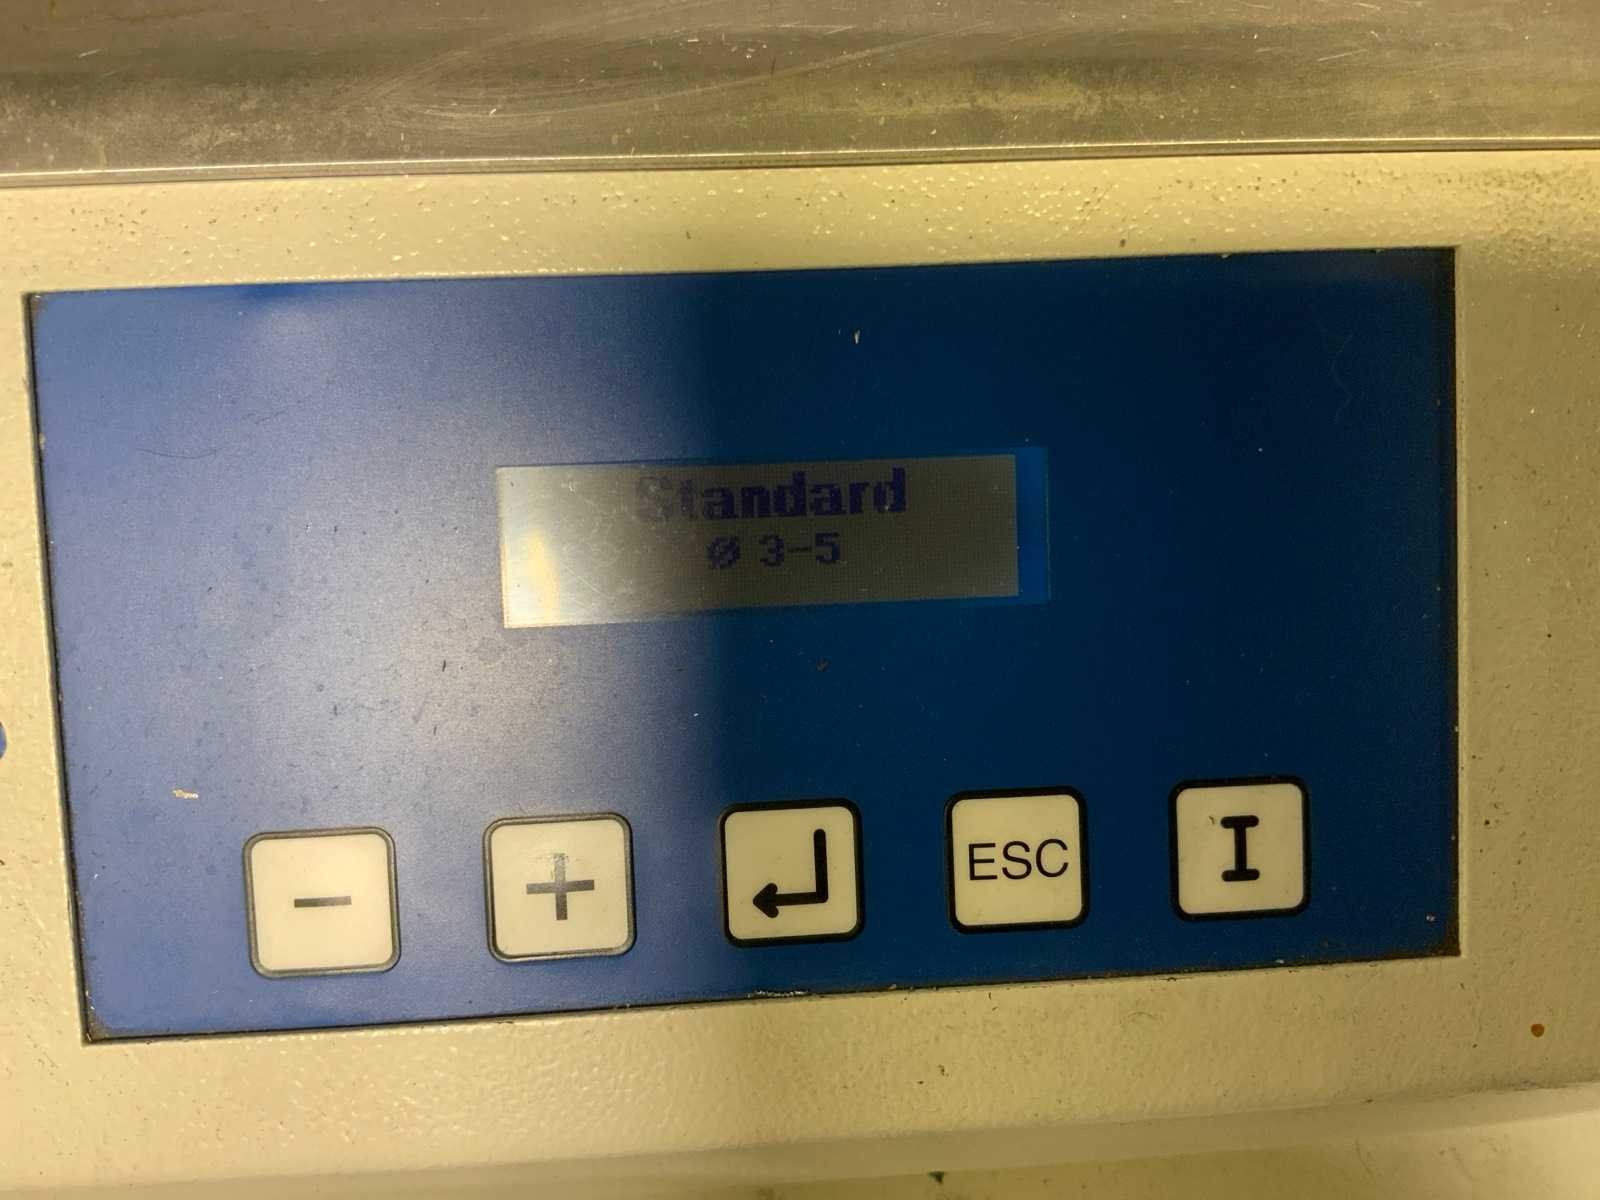 Standard
Ø 3-5
- + ↵ ESC I